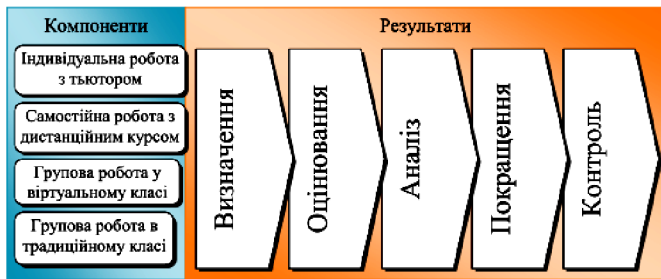 Компоненти
Результати
Індивідуальна робота
з тьютором
Самостійна робота з
дистанційним курсом
Групова робота у
віртуальному класі
Групова робота в
традиційному класі
Визначення
Оцінювання
Аналіз
Покращення
Контроль